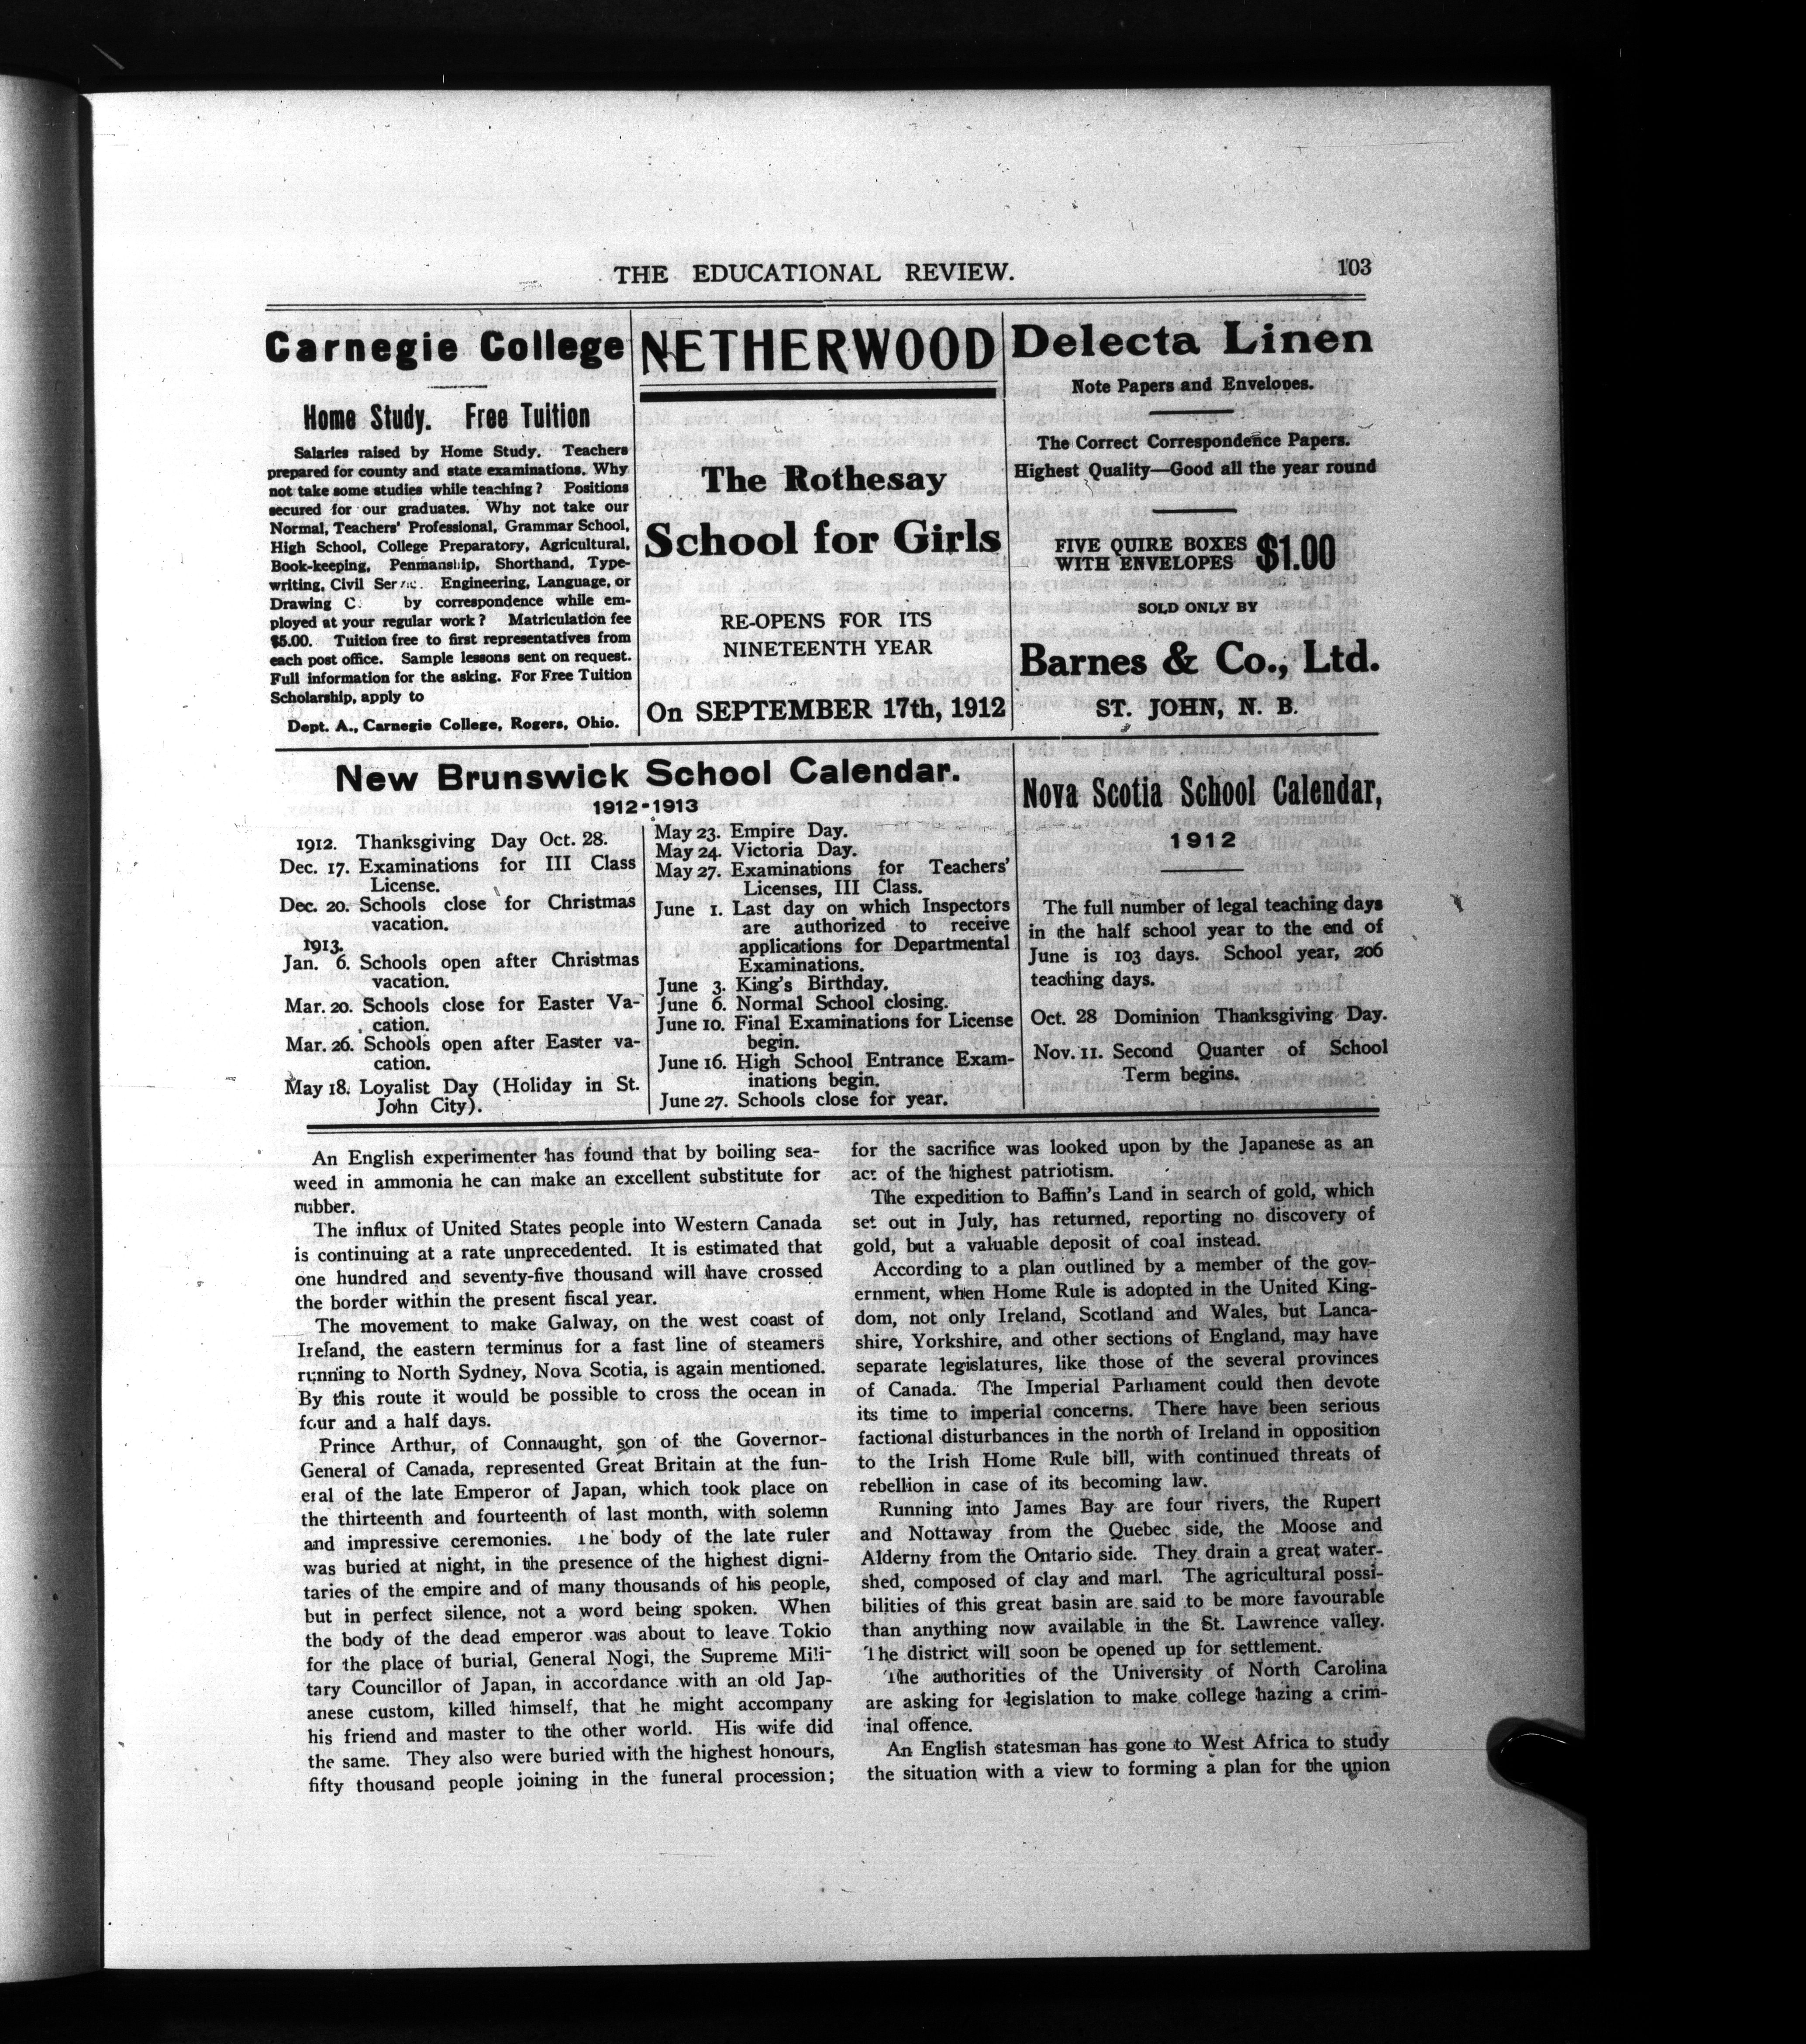 THE EDUCATIONAL REVIEW.
103
Carnegie College
Home Study. Free Tuition
Salaries raised by Home Study. Teachers
prepared for county and state examinations. Why
not take some studies while teaching? Positions
secured for our graduates. Why not take our
Normal, Teachers' Professional, Grammar School,
High School, College Preparatory, Agricultural,
Book-keeping, Penmanship, Shorthand, Type-
writing, Civil Engineering, Language, or
Drawing by correspondence while em-
ployed at your regular work? Matriculation fee
$5.00. Tuition free to first representatives from
each post office. Sample lessons sent on request.
Full information for the asking. For Free Tuition
Scholarship, apply to
Dept. A., Carnegie College, Rogers, Ohio.
NETHERWOOD
The Rothesay
School for Girls
RE-OPENS FOR ITS
NINETEENTH YEAR
On SEPTEMBER 17th, 1912
Delecta Linen
Note Papers and Envelopes.
The Correct Correspondence Papers.
Highest Quality—Good all the year round
FIVE QUIRE BOXES
WITH ENVELOPES $1.00
SOLD ONLY BY
Barnes & Co., Ltd.
ST. JOHN, N. B.
New Brunswick School Calendar.
1912-1913
1912. Thanksgiving Day Oct. 28.
Dec. 17. Examinations for III Class
License.
Dec. 20. Schools close for Christmas
vacation.
1913.
Jan. 6. Schools open after Christmas
vacation.
Mar. 20. Schools close for Easter Va-
cation.
Mar. 26. Schools open after Easter va-
cation.
May 18. Loyalist Day (Holiday in St.
John City).
May 23. Empire Day.
May 24. Victoria Day.
May 27. Examinations for Teachers'
Licenses, III Class.
June 1. Last day on which Inspectors
are authorized to receive
applications for Departmental
Examinations.
June 3. King's Birthday.
June 6. Normal School closing.
June 10. Final Examinations for License
begin.
June 16. High School Entrance Exam-
inations begin.
June 27. Schools close for year.
Nova Scotia School Calendar,
1912
The full number of legal teaching days
in the half school year to the end of
June is 103 days. School year, 206
teaching days.
Oct. 28 Dominion Thanksgiving Day.
Nov. 11. Second Quarter of School
Term begins.
An English experimenter has found that by boiling sea-
weed in ammonia he can make an excellent substitute for
rubber.
The influx of United States people into Western Canada
is continuing at a rate unprecedented. It is estimated that
one hundred and seventy-five thousand will have crossed
the border within the present fiscal year.
The movement to make Galway, on the west coast of
Ireland, the eastern terminus for a fast line of steamers
running to North Sydney, Nova Scotia, is again mentioned.
By this route it would be possible to cross the ocean in
four and a half days.
Prince Arthur, of Connaught, son of the Governor-
General of Canada, represented Great Britain at the fun-
eral of the late Emperor of Japan, which took place on
the thirteenth and fourteenth of last month, with solemn
and impressive ceremonies. The body of the late ruler
was buried at night, in the presence of the highest digni-
taries of the empire and of many thousands of his people,
but in perfect silence, not a word being spoken. When
the body of the dead emperor was about to leave Tokio
for the place of burial, General Nogi, the Supreme Mili-
tary Councillor of Japan, in accordance with an old Jap-
anese custom, killed himself, that he might accompany
his friend and master to the other world. His wife did
the same. They also were buried with the highest honours,
fifty thousand people joining in the funeral procession;
for the sacrifice was looked upon by the Japanese as an
act of the highest patriotism.
The expedition to Baffin's Land in search of gold, which
set out in July, has returned, reporting no discovery of
gold, but a valuable deposit of coal instead.
According to a plan outlined by a member of the gov-
ernment, when Home Rule is adopted in the United King-
dom, not only Ireland, Scotland and Wales, but Lanca-
shire, Yorkshire, and other sections of England, may have
separate legislatures, like those of the several provinces
of Canada. The Imperial Parliament could then devote
its time to imperial concerns. There have been serious
factional disturbances in the north of Ireland in opposition
to the Irish Home Rule bill, with continued threats of
rebellion in case of its becoming law.
Running into James Bay are four rivers, the Rupert
and Nottaway from the Quebec side, the Moose and
Alderny from the Ontario side. They drain a great water-
shed, composed of clay and marl. The agricultural possi-
bilities of this great basin are said to be more favourable
than anything now available in the St. Lawrence valley.
The district will soon be opened up for settlement.
The authorities of the University of North Carolina
are asking for legislation to make college hazing a crim-
inal offence.
An English statesman has gone to West Africa to study
the situation with a view to forming a plan for the union